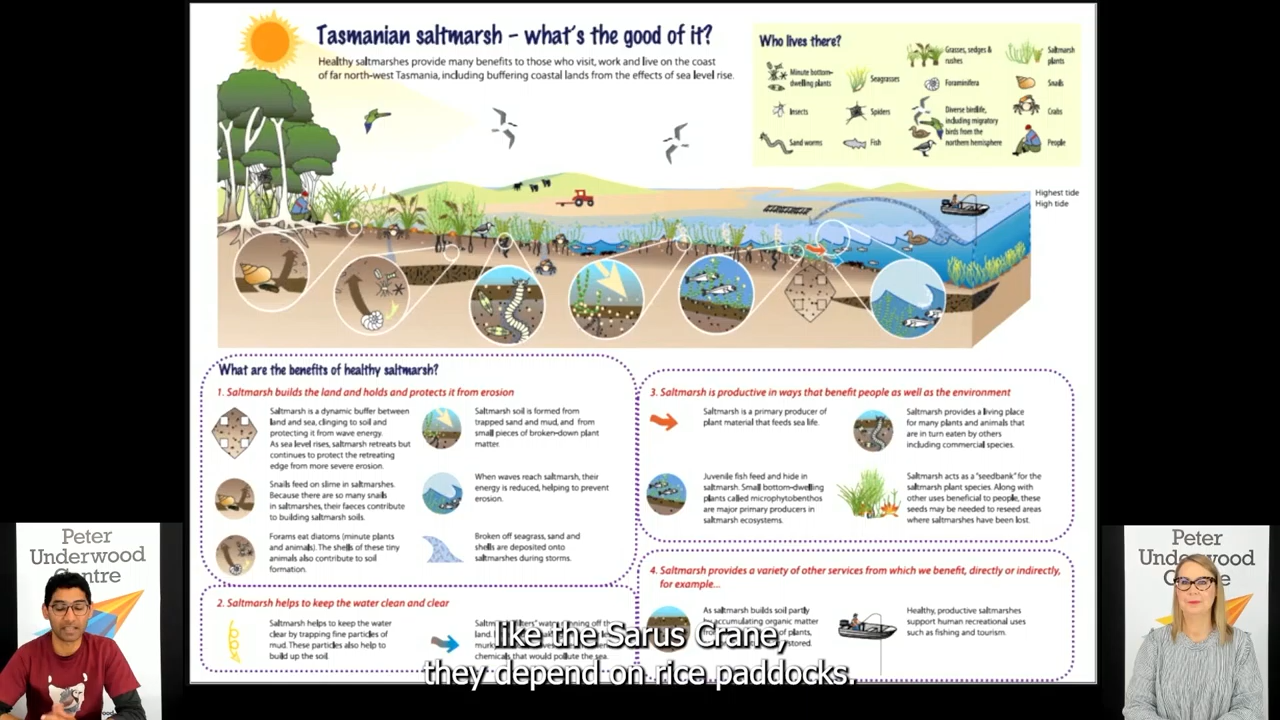 Tasmanian saltmarsh – what's the good of it?
Healthy saltmarshes provide many benefits to those who visit, work and live on the coast
of far north-west Tasmania, including buffering coastal lands from the effects of sea level rise.
Who lives there?
Minute bottom-
dwelling plants
Seagrasses
Grasses, sedges &
rushes
Saltmarsh
plants
Insects
Spiders
Foraminifera
Snails
Sand worms
Fish
Diverse birdlife,
including migratory
birds from the
northern hemisphere
Crabs
People
Highest tide
High tide
What are the benefits of healthy saltmarsh?
1. Saltmarsh builds the land and holds and protects it from erosion
Saltmarsh is a dynamic buffer between
land and sea, clinging to soil and
protecting it from wave energy.
As sea level rises, saltmarsh retreats but
continues to protect the retreating
edge from more severe erosion.
Snails feed on slime in saltmarshes.
Because there are so many snails
in saltmarshes, their faeces contribute
to building saltmarsh soils.
Forams eat diatoms (minute plants
and animals). The shells of these tiny
animals also contribute to soil
formation.
Saltmarsh soil is formed from
trapped sand and mud, and from
small pieces of broken-down plant
matter.
When waves reach saltmarsh, their
energy is reduced, helping to prevent
erosion.
Broken off seagrass, sand and
shells are deposited onto
saltmarshes during storms.
2. Saltmarsh helps to keep the water clean and clear
Saltmarsh helps to keep the water
clear by trapping fine particles of
mud. These particles also help to
build up the soil.
chemicals that would pollute the sea.
3. Saltmarsh is productive in ways that benefit people as well as the environment
Saltmarsh is a primary producer of
plant material that feeds sea life.
Juvenile fish feed and hide in
saltmarsh. Small bottom-dwelling
plants called microphytobenthos
are major primary producers in
saltmarsh ecosystems.
Saltmarsh provides a living place
for many plants and animals that
are in turn eaten by others
including commercial species.
Saltmarsh acts as a "seedbank" for the
saltmarsh plant species. Along with
other uses beneficial to people, these
seeds may be needed to reseed areas
where saltmarshes have been lost.
4. Saltmarsh provides a variety of other services from which we benefit, directly or indirectly,
for example...
As saltmarsh builds soil partly
by accumulating organic matter
of plants,
stored.
Healthy, productive saltmarshes
support human recreational uses
such as fishing and tourism.
Peter
Underwood
Centre
Peter
Underwood
like the Sarus Crane,
they depend on rice paddocks.